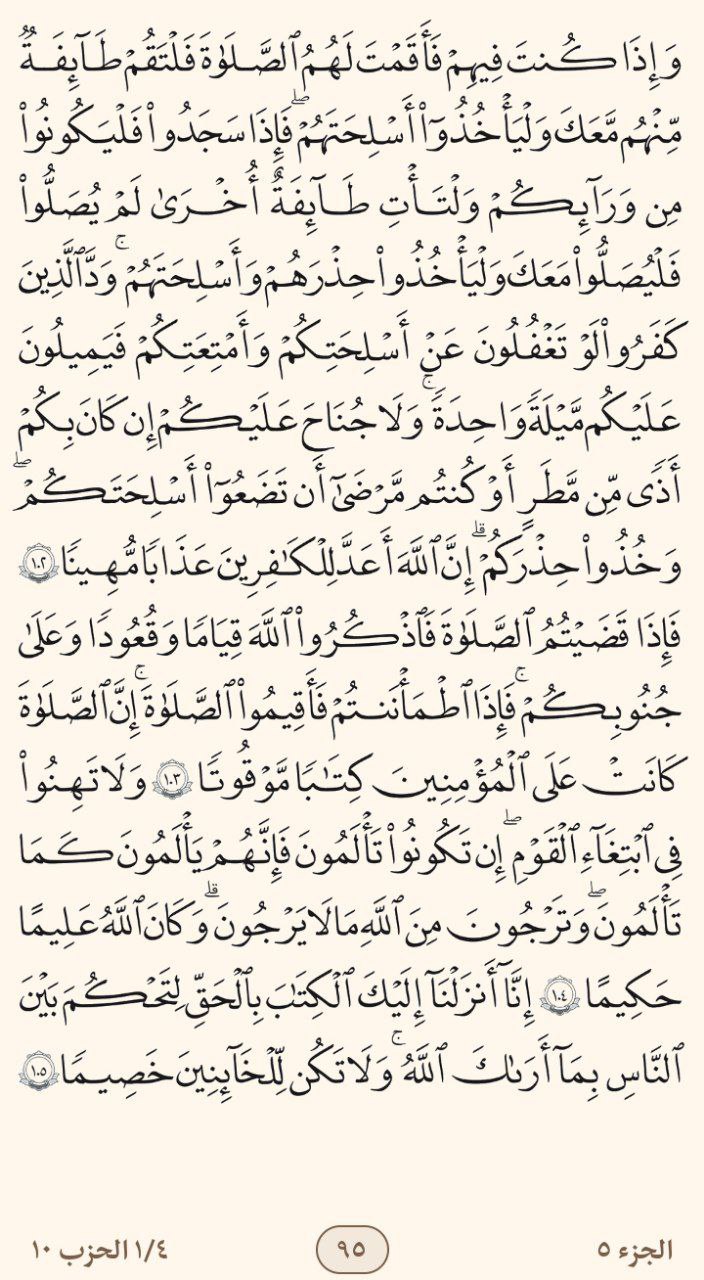 وَإِذَا كُنتَ فِيهِمْ فَأَقَمْتَ لَهُمُ ٱلصَّلَوٰةَ فَلْتَقُمْ طَآئِفَةٌ
مِّنْهُم مَّعَكَ وَلْيَأْخُذُوٓا۟ أَسْلِحَتَهُمْ ۖ فَإِذَا سَجَدُوا۟ فَلْيَكُونُوا۟
مِن وَرَآئِكُمْ وَلْتَأْتِ طَآئِفَةٌ أُخْرَىٰ لَمْ يُصَلُّوا۟
فَلْيُصَلُّوا۟ مَعَكَ وَلْيَأْخُذُوا۟ حِذْرَهُمْ وَأَسْلِحَتَهُمْ ۗ وَدَّ ٱلَّذِينَ
كَفَرُوا۟ لَوْ تَغْفُلُونَ عَنْ أَسْلِحَتِكُمْ وَأَمْتِعَتِكُمْ فَيَمِيلُونَ
عَلَيْكُم مَّيْلَةً وَٰحِدَةً ۚ وَلَا جُنَاحَ عَلَيْكُمْ إِن كَانَ بِكُمْ
أَذًى مِّن مَّطَرٍ أَوْ كُنتُم مَّرْضَىٰٓ أَن تَضَعُوٓا۟ أَسْلِحَتَكُمْ ۖ
وَخُذُوا۟ حِذْرَكُمْ ۗ إِنَّ ٱللَّهَ أَعَدَّ لِلْكَـٰفِرِينَ عَذَابًا مُّهِينًا ١٠٢
فَإِذَا قَضَيْتُمُ ٱلصَّلَوٰةَ فَٱذْكُرُوا۟ ٱللَّهَ قِيَامًا وَقُعُودًا وَعَلَىٰ
جُنُوبِكُمْ ۚ فَإِذَا ٱطْمَأْنَنتُمْ فَأَقِيمُوا۟ ٱلصَّلَوٰةَ ۚ إِنَّ ٱلصَّلَوٰةَ
كَانَتْ عَلَى ٱلْمُؤْمِنِينَ كِتَـٰبًا مَّوْقُوتًا ١٠٣ وَلَا تَهِنُوا۟
فِى ٱبْتِغَآءِ ٱلْقَوْمِ ۖ إِن تَكُونُوا۟ تَأْلَمُونَ فَإِنَّهُمْ يَأْلَمُونَ كَمَا
تَأْلَمُونَ ۖ وَتَرْجُونَ مِنَ ٱللَّهِ مَا لَا يَرْجُونَ ۗ وَكَانَ ٱللَّهُ عَلِيمًا
حَكِيمًا ١٠٤ إِنَّآ أَنزَلْنَآ إِلَيْكَ ٱلْكِتَـٰبَ بِٱلْحَقِّ لِتَحْكُمَ بَيْنَ
ٱلنَّاسِ بِمَآ أَرَىٰكَ ٱللَّهُ ۚ وَلَا تَكُن لِّلْخَآئِنِينَ خَصِيمًا ١٠٥
الجزء ٥
٩٥
١/٤ الحزب ١٠